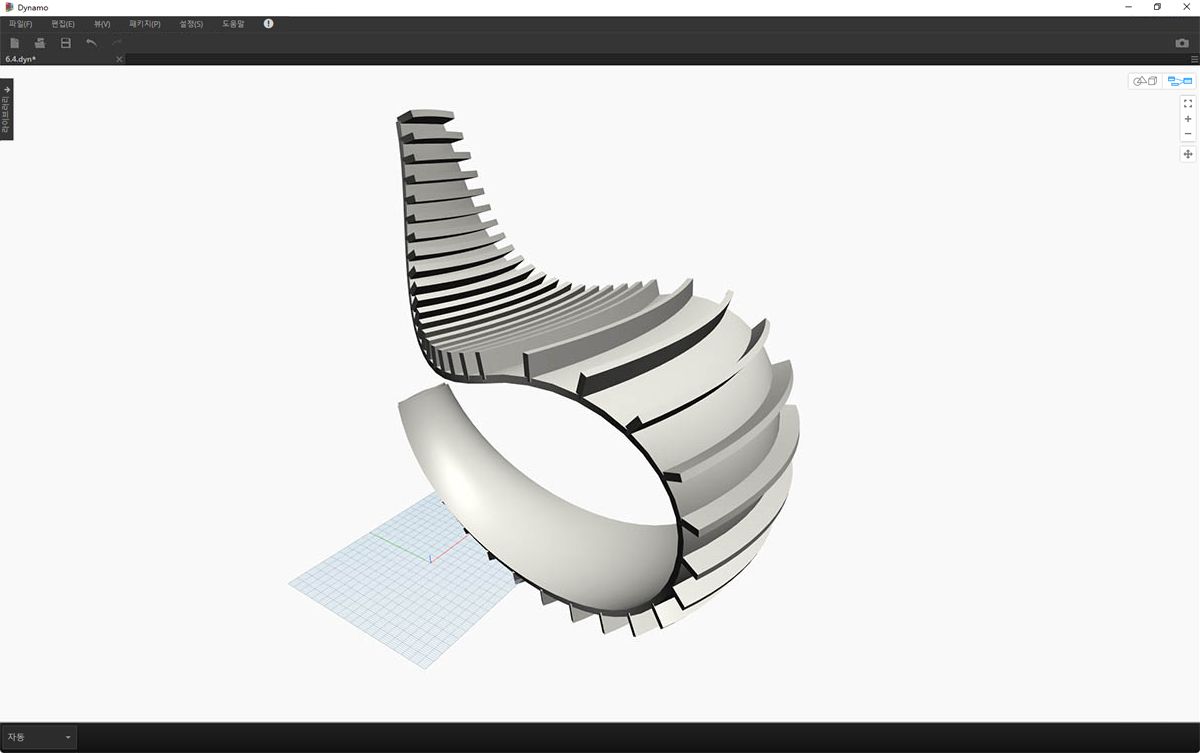 Dynamo
파일(F) 편집(E) 뷰(V) 패키지(P) 설정(S) 도움말
6.4.dyn*
라이브러리
자동